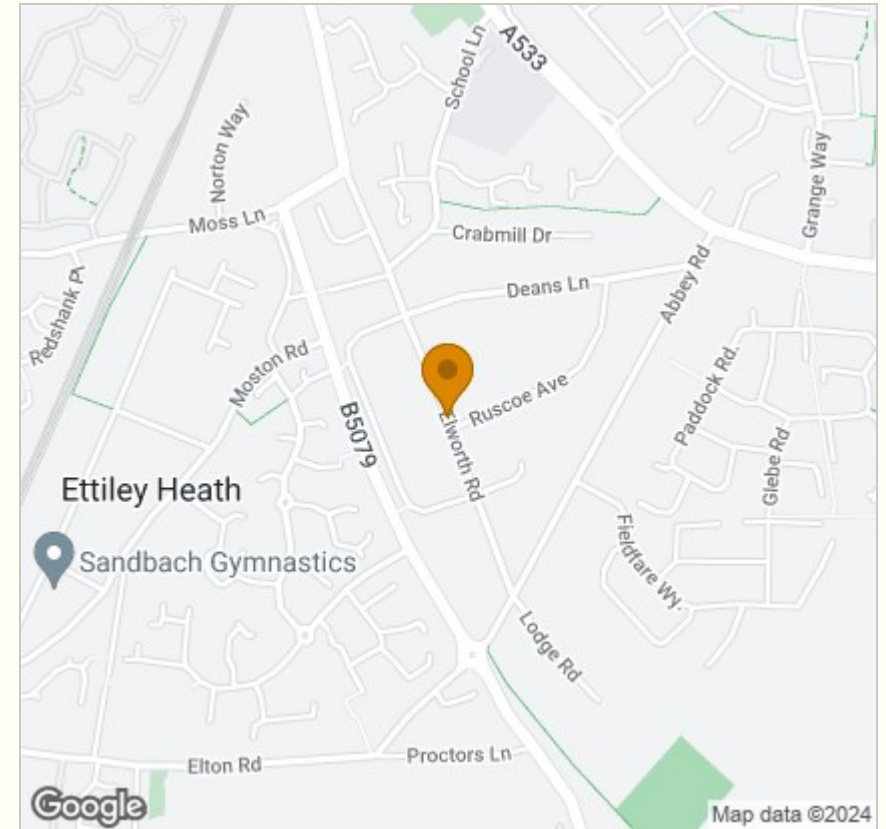 A533
School Ln
Norton Way
Grange Way
Moss Ln
Crabmill Dr
Redshank Pl
Deans Ln
Abbey Rd
Moston Rd
Ruscoe Ave
Paddock Rd.
B5079
Elworth Rd
Glebe Rd
Ettiley Heath
Sandbach Gymnastics
Fieldfare Wy.
Lodge Rd
Elton Rd
Proctors Ln
Google
Map data ©2024